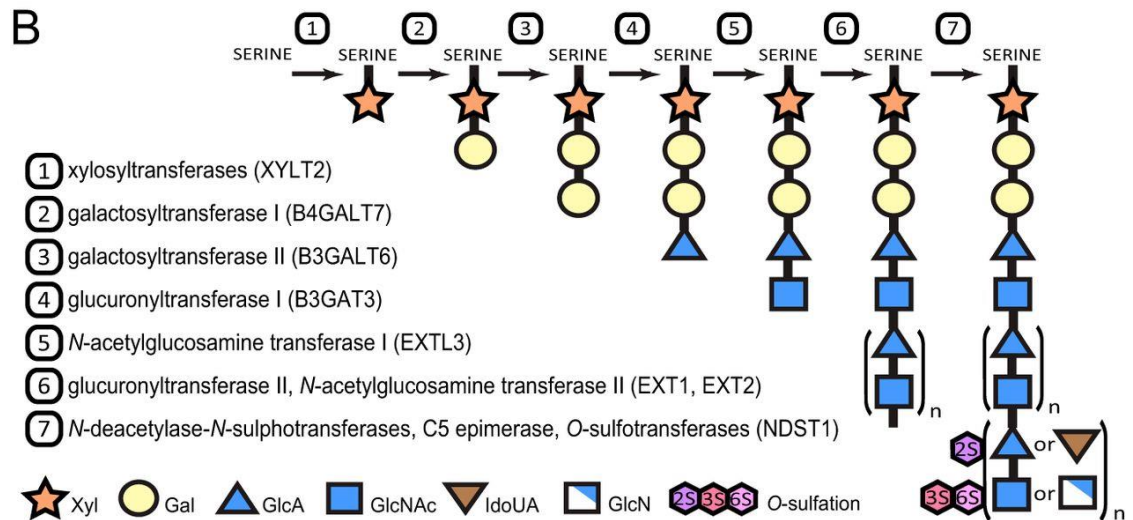 B
1 2 3 4 5 6 7
SERINE SERINE SERINE SERINE SERINE SERINE SERINE SERINE
1 xylosyltransferases (XYLT2)
2 galactosyltransferase I (B4GALT7)
3 galactosyltransferase II (B3GALT6)
4 glucuronyltransferase I (B3GAT3)
5 N-acetylglucosamine transferase I (EXTL3)
6 glucuronyltransferase II, N-acetylglucosamine transferase II (EXT1, EXT2)
n n
7 N-deacetylase-N-sulphotransferases, C5 epimerase, O-sulfotransferases (NDST1)
2S or
3S 6S or
n
Xyl Gal GlcA GlcNAc IdoUA GlcN 2S 3S 6S O-sulfation